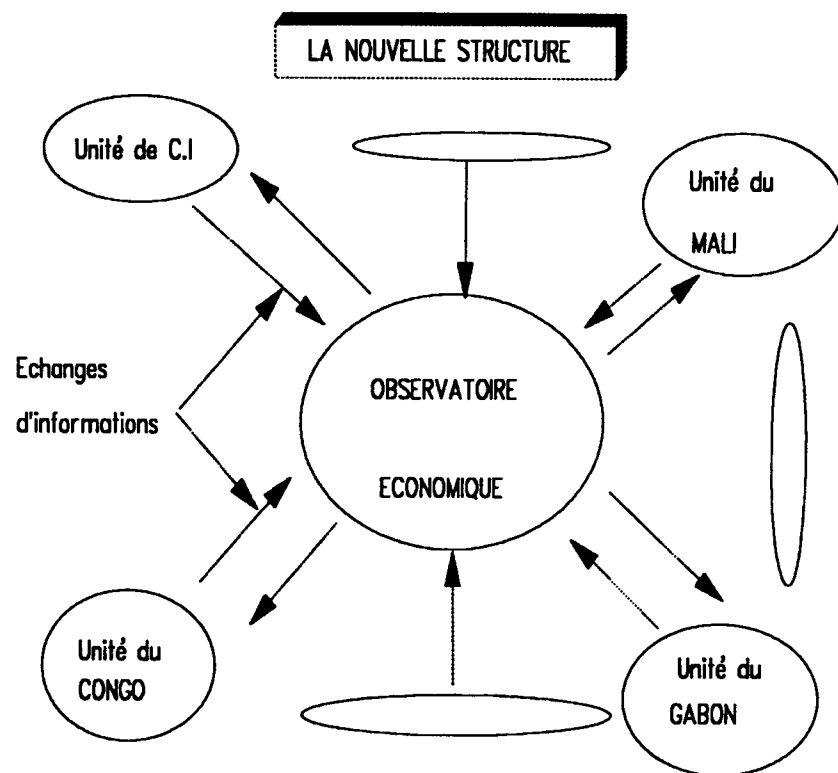 LA NOUVELLE STRUCTURE
Unité de C.I
Unité du
MALI
Echanges
d'informations
OBSERVATOIRE
ECONOMIQUE
Unité du
CONGO
Unité du
GABON